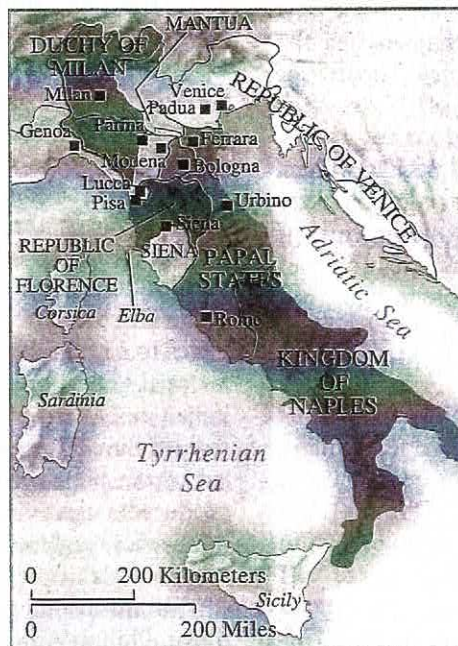 MANTUA
DUCHY OF
MILAN
Milan
Venice
Padua
REPUBLIC OF VENICE
Genoa
Parma
Ferrara
Modena
Bologna
Lucca
Pisa
Urbino
Siena
SIENA
REPUBLIC
OF
FLORENCE
PAPAL
STATES
Adriatic Sea
Corsica
Elba
Rome
KINGDOM
OF
NAPLES
Sardinia
Tyrrhenian
Sea
0 200 Kilometers
Sicily
0 200 Miles